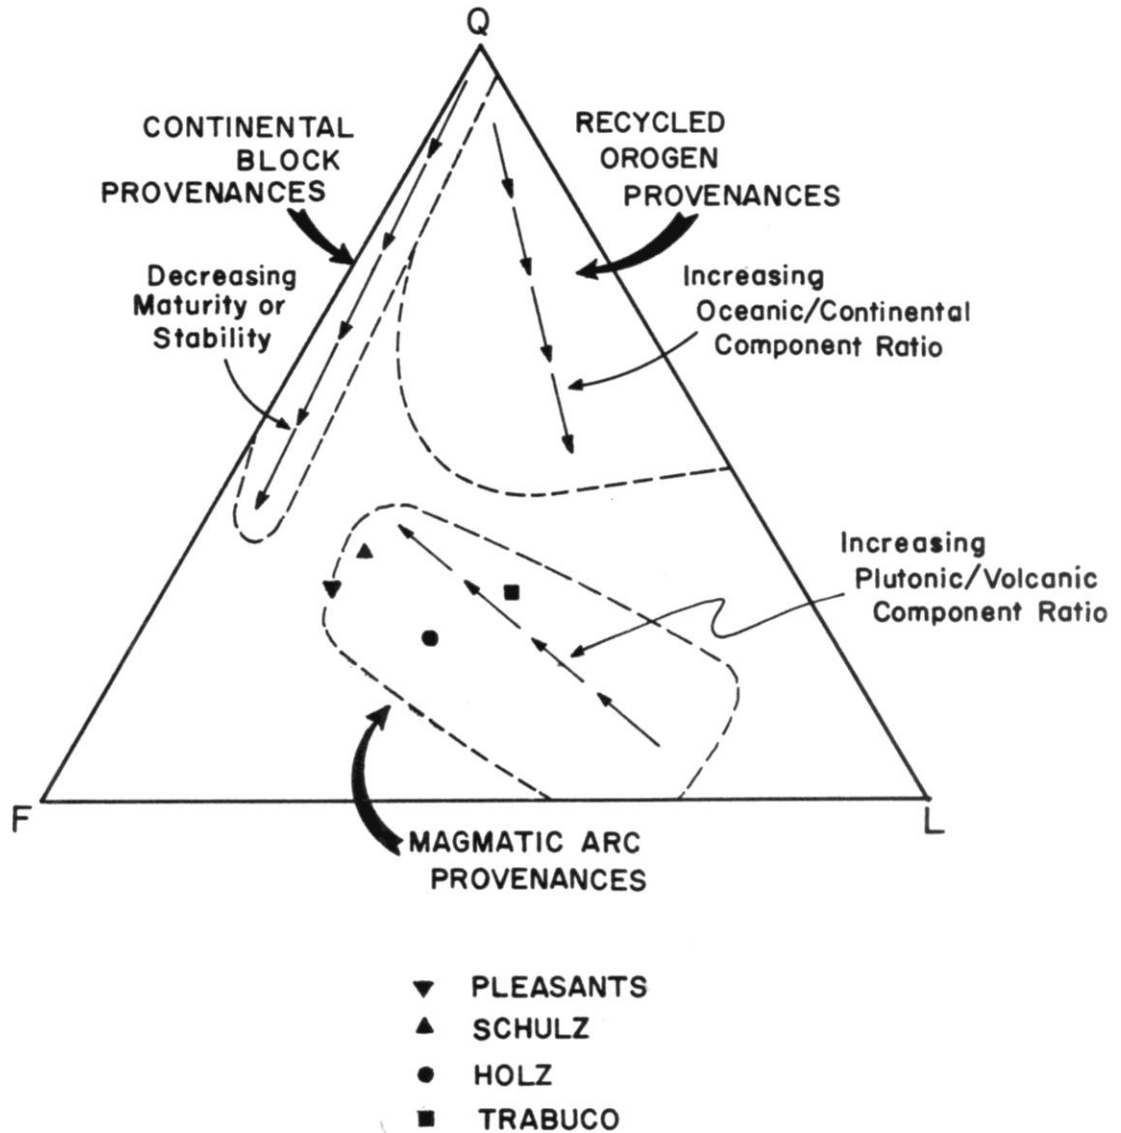 Q
CONTINENTAL
BLOCK
PROVENANCES
RECYCLED
OROGEN
PROVENANCES
Decreasing
Maturity or
Stability
Increasing
Oceanic/Continental
Component Ratio
Increasing
Plutonic/Volcanic
Component Ratio
F
L
MAGMATIC ARC
PROVENANCES
PLEASANTS
SCHULZ
HOLZ
TRABUCO